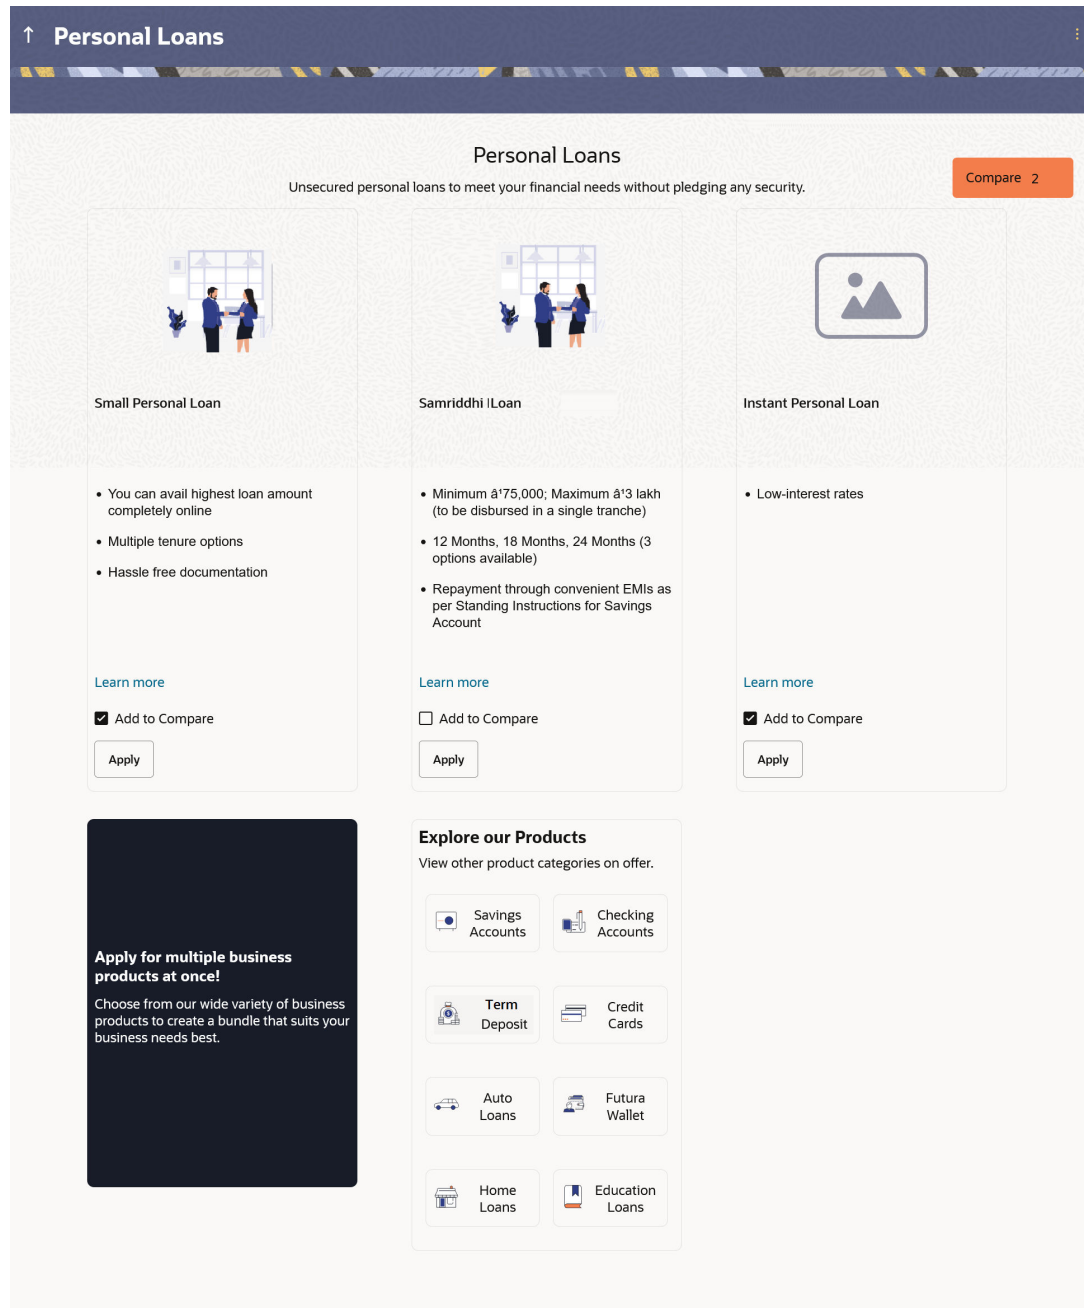 Personal Loans
Personal Loans
Unsecured personal loans to meet your financial needs without pledging any security.
Compare 2
Small Personal Loan
You can avail highest loan amount
completely online
Multiple tenure options
Hassle free documentation
Learn more
Add to Compare
Apply
Samriddhi Loan
Minimum â¹75,000; Maximum â¹3 lakh
(to be disbursed in a single tranche)
12 Months, 18 Months, 24 Months (3
options available)
Repayment through convenient EMIs as
per Standing Instructions for Savings
Account
Learn more
Add to Compare
Apply
Instant Personal Loan
Low-interest rates
Learn more
Add to Compare
Apply
Apply for multiple business
products at once!
Choose from our wide variety of business
products to create a bundle that suits your
business needs best.
Explore our Products
View other product categories on offer.
Savings
Accounts
Checking
Accounts
Term
Deposit
Credit
Cards
Auto
Loans
Futura
Wallet
Home
Loans
Education
Loans